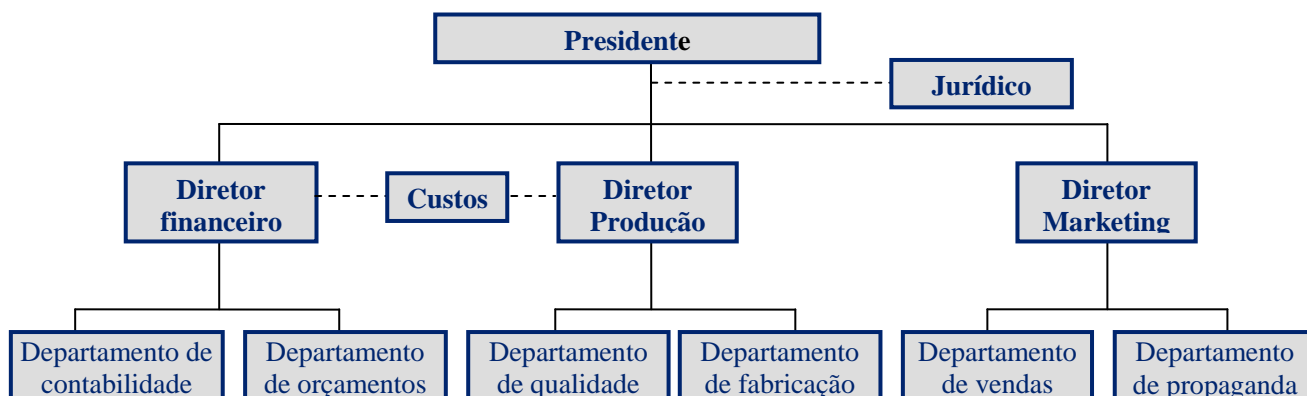 Presidente
Jurídico
Diretor
financeiro
Custos
Diretor
Produção
Diretor
Marketing
Departamento de
contabilidade
Departamento
de orçamentos
Departamento
de qualidade
Departamento
de fabricação
Departamento
de vendas
Departamento
de propaganda